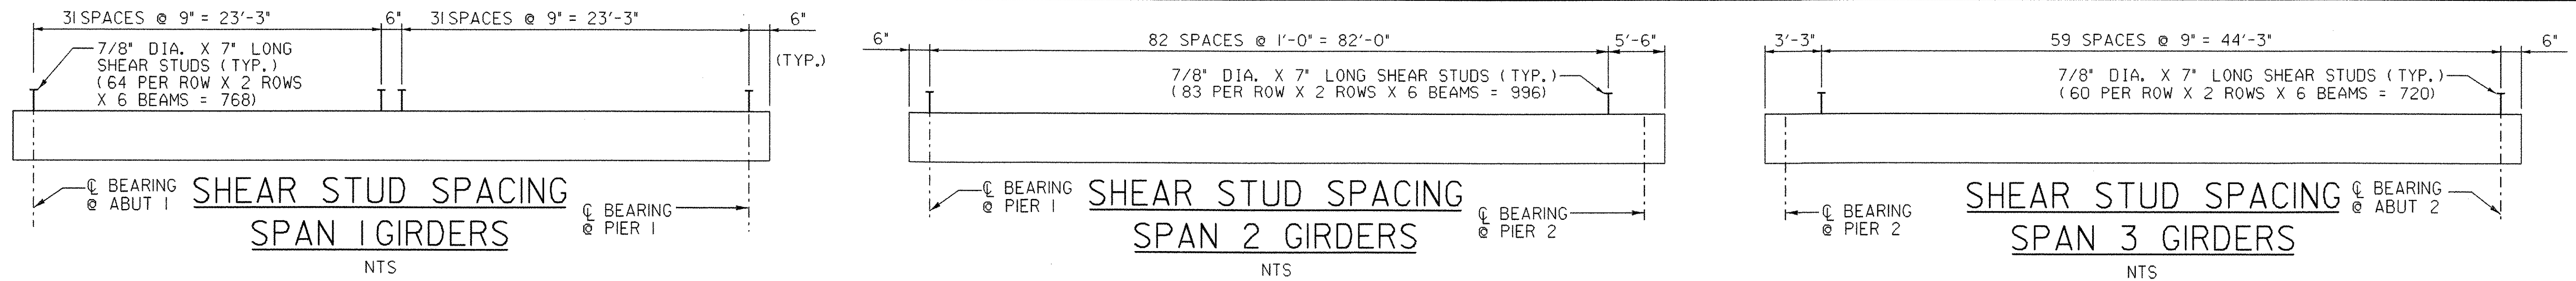 31 SPACES @ 9" = 23'-3"
6"
31 SPACES @ 9" = 23'-3"
6"
(TYP.)
7/8" DIA. X 7" LONG
SHEAR STUDS (TYP.)
(64 PER ROW X 2 ROWS
X 6 BEAMS = 768)
℄ BEARING
@ ABUT 1
SHEAR STUD SPACING
SPAN 1 GIRDERS
NTS
℄ BEARING
@ PIER 1
6"
82 SPACES @ 1'-0" = 82'-0"
5'-6"
7/8" DIA. X 7" LONG SHEAR STUDS (TYP.)
(83 PER ROW X 2 ROWS X 6 BEAMS = 996)
℄ BEARING
@ PIER 1
SHEAR STUD SPACING
SPAN 2 GIRDERS
NTS
℄ BEARING
@ PIER 2
3'-3"
59 SPACES @ 9" = 44'-3"
6"
7/8" DIA. X 7" LONG SHEAR STUDS (TYP.)
(60 PER ROW X 2 ROWS X 6 BEAMS = 720)
℄ BEARING
@ PIER 2
SHEAR STUD SPACING
SPAN 3 GIRDERS
NTS
℄ BEARING
@ ABUT 2